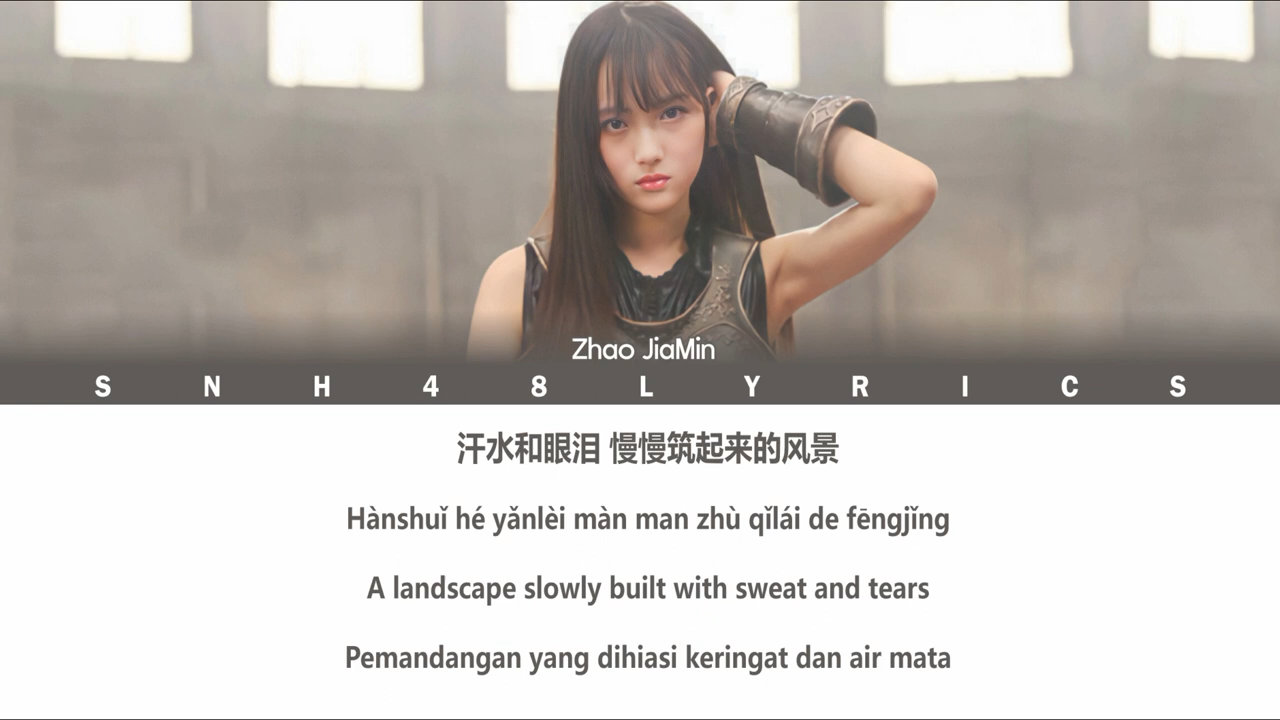 Zhao JiaMin
SNH48LYRICS
汗水和眼泪 慢慢筑起来的风景
Hànshuǐ hé yǎnlèi màn man zhù qǐlái de fēngjǐng
A landscape slowly built with sweat and tears
Pemandangan yang dihiasi keringat dan air mata